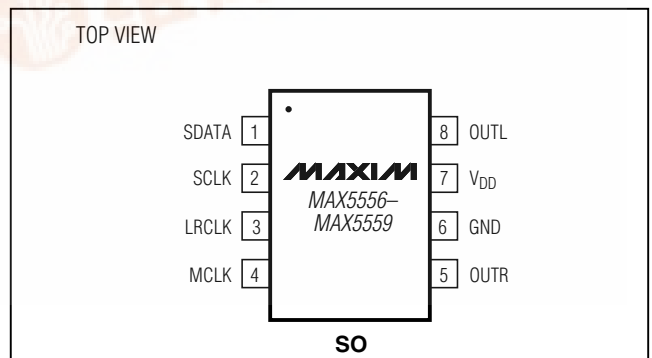 TOP VIEW
SDATA 1
SCLK 2
LRCLK 3
MCLK 4
MAXIM
MAX5556–
MAX5559
8 OUTL
7 VDD
6 GND
5 OUTR
SO